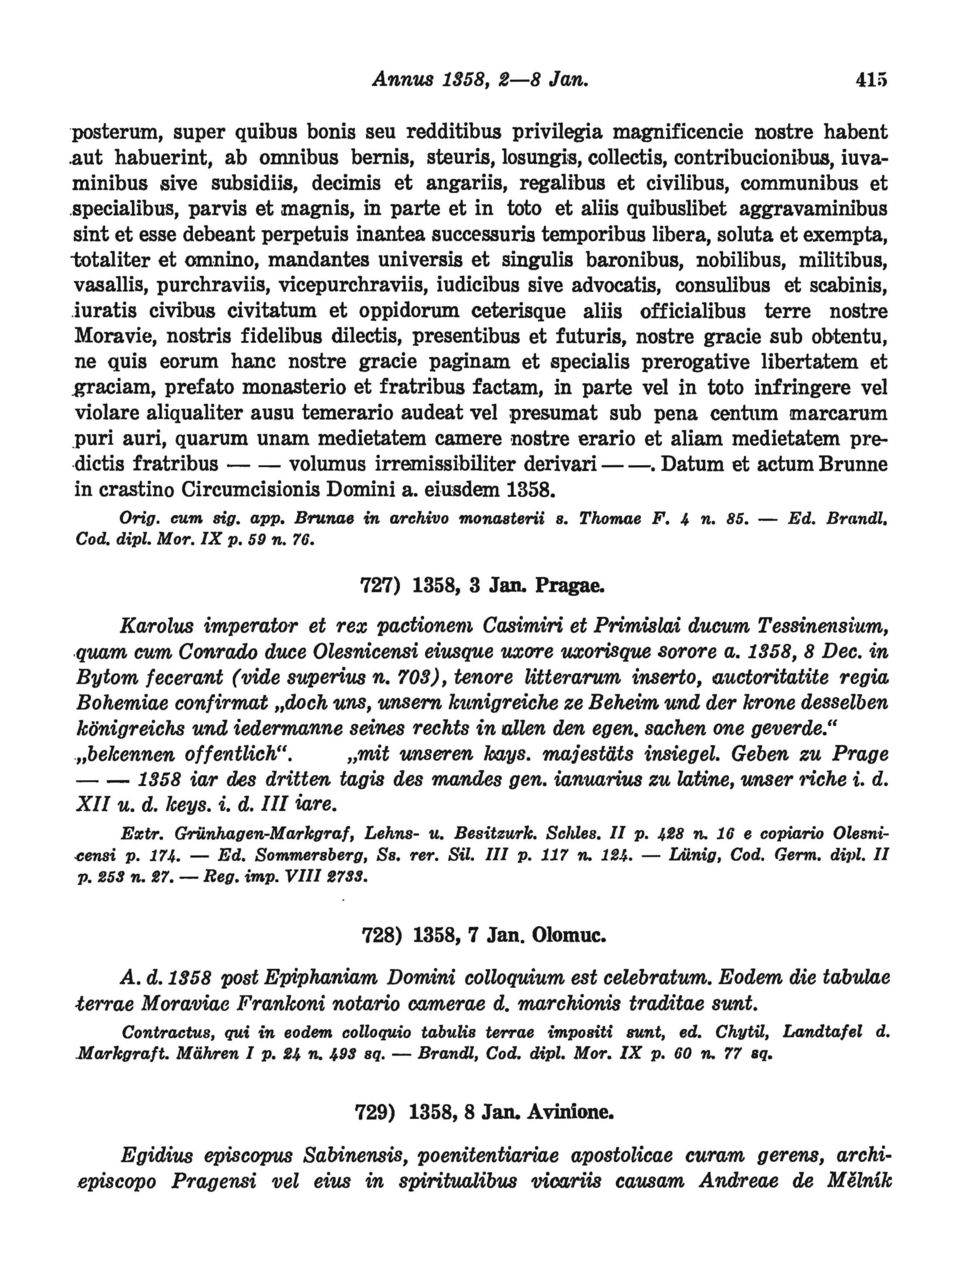 Annus 1358, 2—8 Jan. 415
posterum, super quibus bonis seu redditibus privilegia magnificencie nostre habent
aut habuerint, ab omnibus bernis, steuris, losungis, collectis, contribucionibus, iuva-
minibus sive subsidiis, decimis et angariis, regalibus et civilibus, communibus et
specialibus, parvis et magnis, in parte et in toto et aliis quibuslibet aggravaminibus
sint et esse debeant perpetuis inantea successuris temporibus libera, soluta et exempta,
totaliter et omnino, mandantes universis et singulis baronibus, nobilibus, militibus,
vasallis, purchraviis, vicepurchraviis, iudicibus sive advocatis, consulibus et scabinis,
iuratis civibus civitatum et oppidorum ceterisque aliis officialibus terre nostre
Moravie, nostris fidelibus dilectis, presentibus et futuris, nostre gracie sub obtentu,
ne quis eorum hanc nostre gracie paginam et specialis prerogative libertatem et
graciam, prefato monasterio et fratribus factam, in parte vel in toto infringere vel
violare aliqualiter ausu temerario audeat vel presumat sub pena centum marcarum
puri auri, quarum unam medietatem camere nostre erario et aliam medietatem pre-
dictis fratribus — — volumus irremissibiliter derivari — —. Datum et actum Brunne
in crastino Circumcisionis Domini a. eiusdem 1358.
Orig. cum sig. app. Brunae in archivo monasterii s. Thomae F. 4 n. 85. — Ed. Brandl,
Cod. dipl. Mor. IX p. 59 n. 76.
727) 1358, 3 Jan. Pragae.
Karolus imperator et rex pactionem Casimiri et Primislai ducum Tessinensium,
quam cum Conrado duce Olesnicensi eiusque uxore uxorisque sorore a. 1358, 8 Dec. in
Bytom fecerant (vide superius n. 703), tenore litterarum inserto, auctoritatite regia
Bohemiae confirmat „doch uns, unsern kunigreiche ze Beheim und der krone desselben
königreichs und iedermanne seines rechts in allen den egen. sachen one geverde.“
„bekennen offentlich“. „mit unseren kays. majestäts insiegel. Geben zu Prage
— — 1358 iar des dritten tagis des mandes gen. ianuarius zu latine, unser riche i. d.
XII u. d. keys. i. d. III iare.
Extr. Grünhagen-Markgraf, Lehns- u. Besitzurk. Schles. II p. 428 n. 16 e copiario Olesni-
censi p. 174. — Ed. Sommersberg, Ss. rer. Sil. III p. 117 n. 124. — Lünig, Cod. Germ. dipl. II
p. 253 n. 27. — Reg. imp. VIII 2733.
728) 1358, 7 Jan. Olomuc.
A. d. 1358 post Epiphaniam Domini colloquium est celebratum. Eodem die tabulae
terrae Moraviae Frankoni notario camerae d. marchionis traditae sunt.
Contractus, qui in eodem colloquio tabulis terrae impositi sunt, ed. Chytil, Landtafel d.
Markgraft. Mähren I p. 24 n. 493 sq. — Brandl, Cod. dipl. Mor. IX p. 60 n. 77 sq.
729) 1358, 8 Jan. Avinione.
Egidius episcopus Sabinensis, poenitentiariae apostolicae curam gerens, archi-
episcopo Pragensi vel eius in spiritualibus vicariis causam Andreae de Mělník